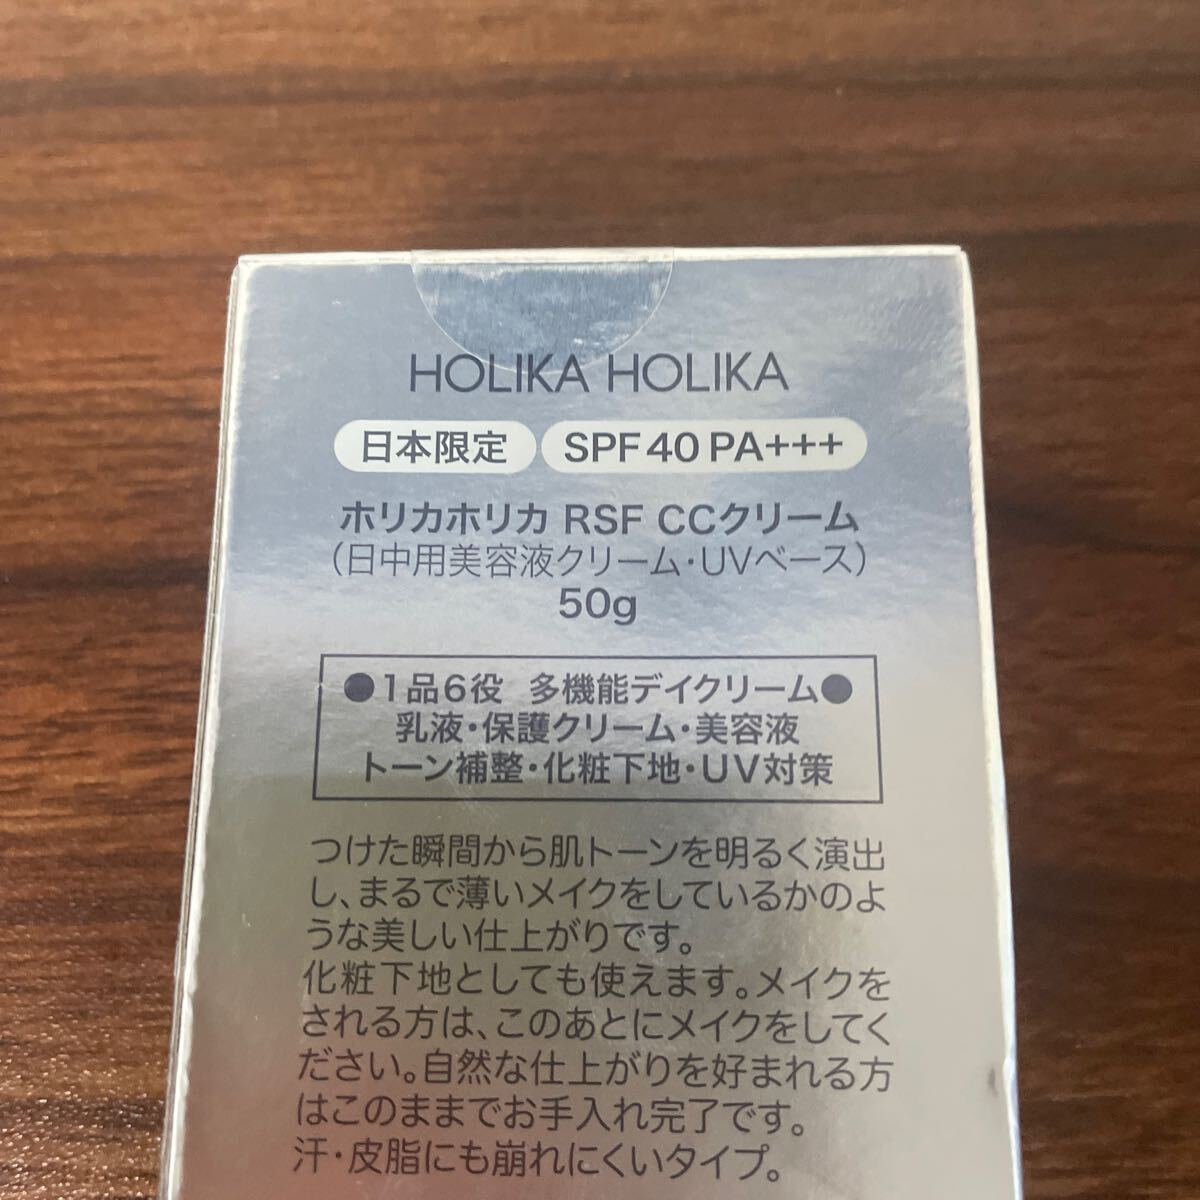 HOLIKA HOLIKA
日本限定 SPF40 PA+++
ホリカホリカ RSF CCクリーム
(日中用美容液クリーム・UVベース)
50g
●1品6役 多機能デイクリーム●
乳液・保護クリーム・美容液
トーン補整・化粧下地・UV対策
つけた瞬間から肌トーンを明るく演出
し、まるで薄いメイクをしているかのよ
うな美しい仕上がりです。
化粧下地としても使えます。メイクを
される方は、このあとにメイクをしてく
ださい。自然な仕上がりを好まれる方
はこのままでお手入れ完了です。
汗・皮脂にも崩れにくいタイプ。